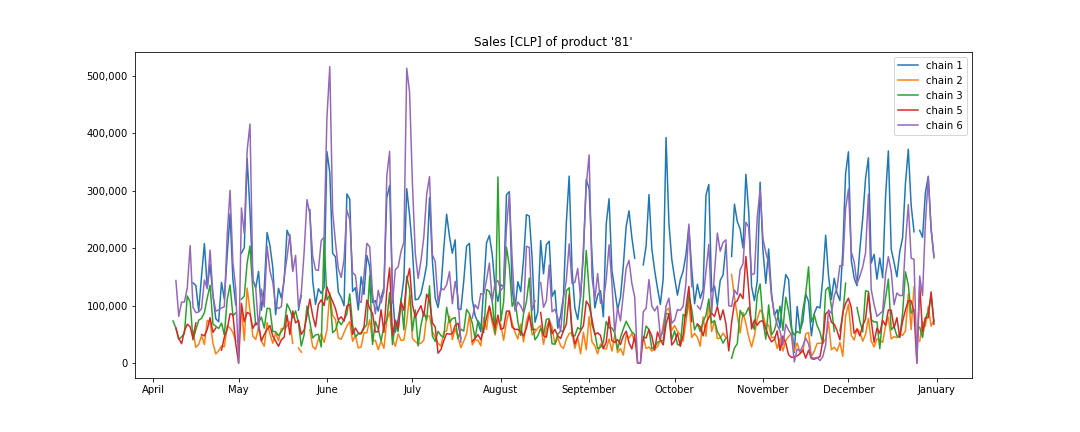 Sales [CLP] of product '81'
500,000
400,000
300,000
200,000
100,000
0
chain 1
chain 2
chain 3
chain 5
chain 6
April May June July August September October November December January